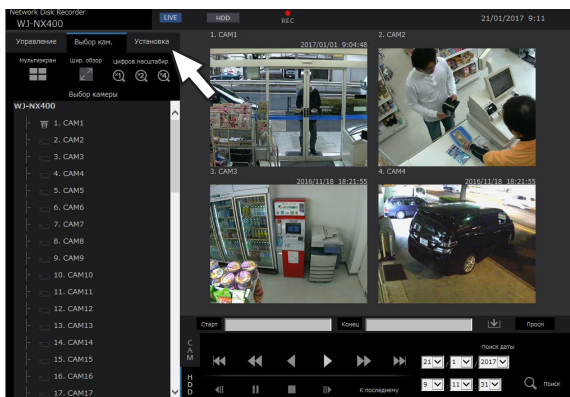 Network Disk Recorder
WJ-NX400
LIVE
HDD
REC
21/01/2017 9:11
Управление
Выбор кам.
Установка
Мультиэкран
Шир. обзор
Цифров.масштабир.
x1
x2
x4
Выбор камеры
WJ-NX400
1. CAM1
2. CAM2
3. CAM3
4. CAM4
5. CAM5
6. CAM6
7. CAM7
8. CAM8
9. CAM9
10. CAM10
11. CAM11
12. CAM12
13. CAM13
14. CAM14
15. CAM15
16. CAM16
17. CAM17
1. CAM1
2017/01/01 9:04:48
2. CAM2
3. CAM3
2016/11/18 18:21:55
4. CAM4
2016/11/18 18:21:55
Старт
Конец
Просм
CAM
HDD
К последнему
Поиск даты
21 / 1 / 2017
9 : 11 : 31
Поиск